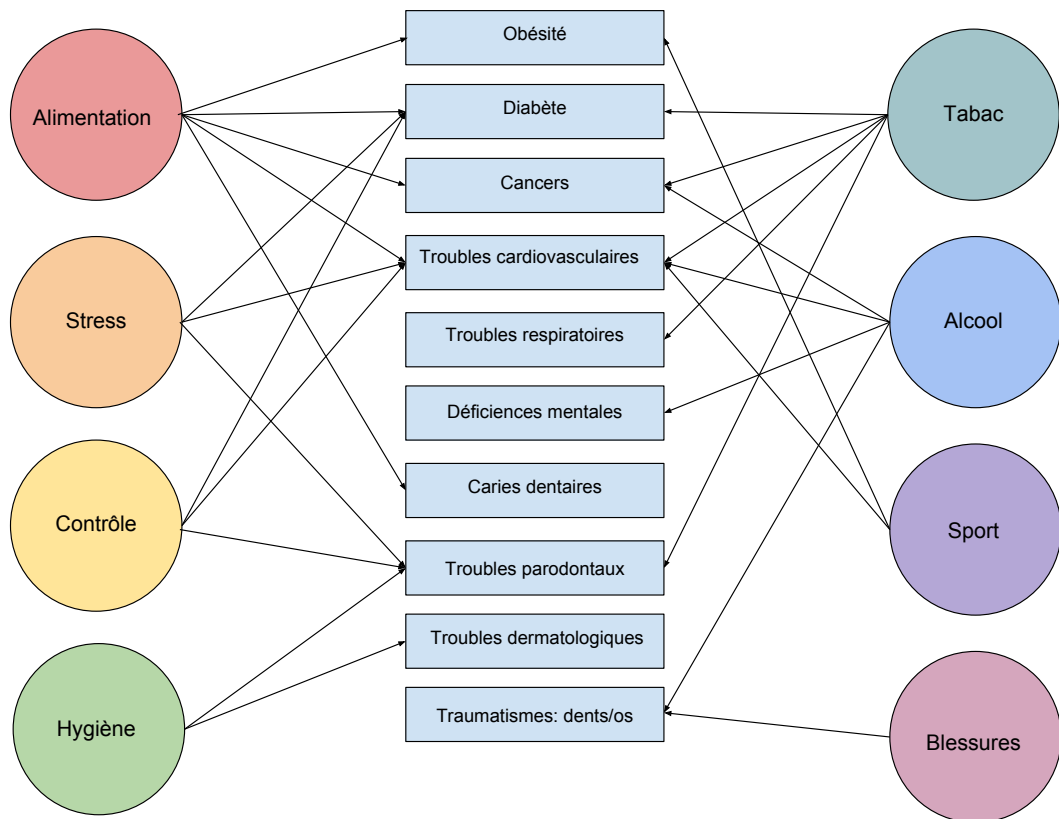 Alimentation
Stress
Contrôle
Hygiène
Obésité
Diabète
Cancers
Troubles cardiovasculaires
Troubles respiratoires
Déficiences mentales
Caries dentaires
Troubles parodontaux
Troubles dermatologiques
Traumatismes: dents/os
Tabac
Alcool
Sport
Blessures